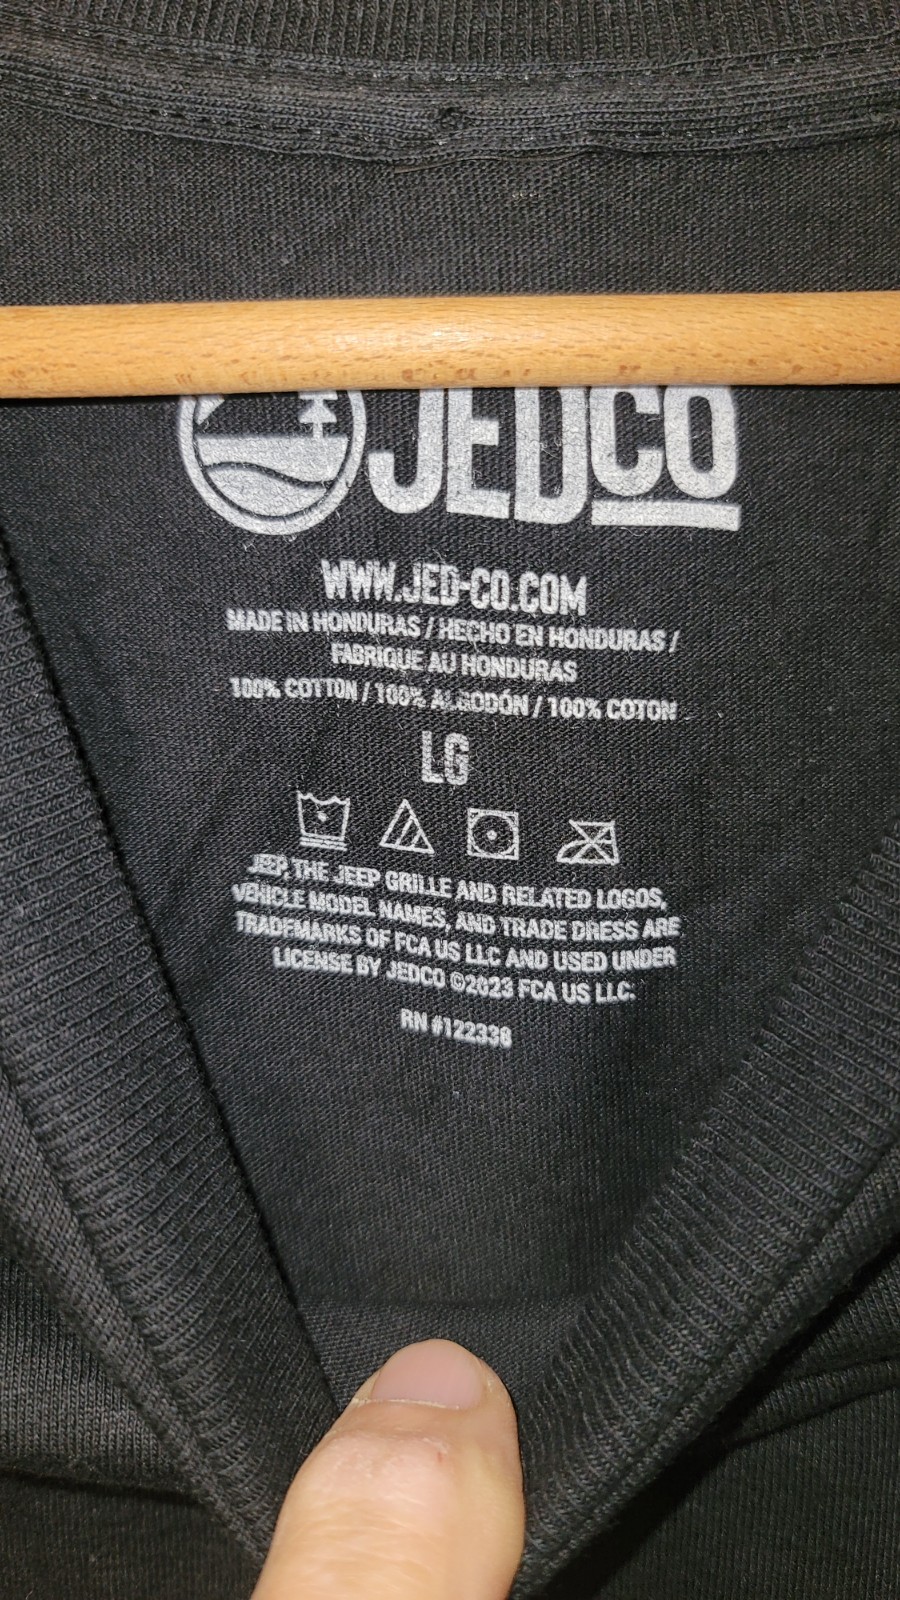 JEDCO
WWW.JED-CO.COM
MADE IN HONDURAS / HECHO EN HONDURAS /
FABRIQUE AU HONDURAS
100% COTTON / 100% ALGODÓN / 100% COTON
LG
JEEP, THE JEEP GRILLE AND RELATED LOGOS,
VEHICLE MODEL NAMES, AND TRADE DRESS ARE
TRADEMARKS OF FCA US LLC AND USED UNDER
LICENSE BY JEDCO ©2023 FCA US LLC.
RN #122338